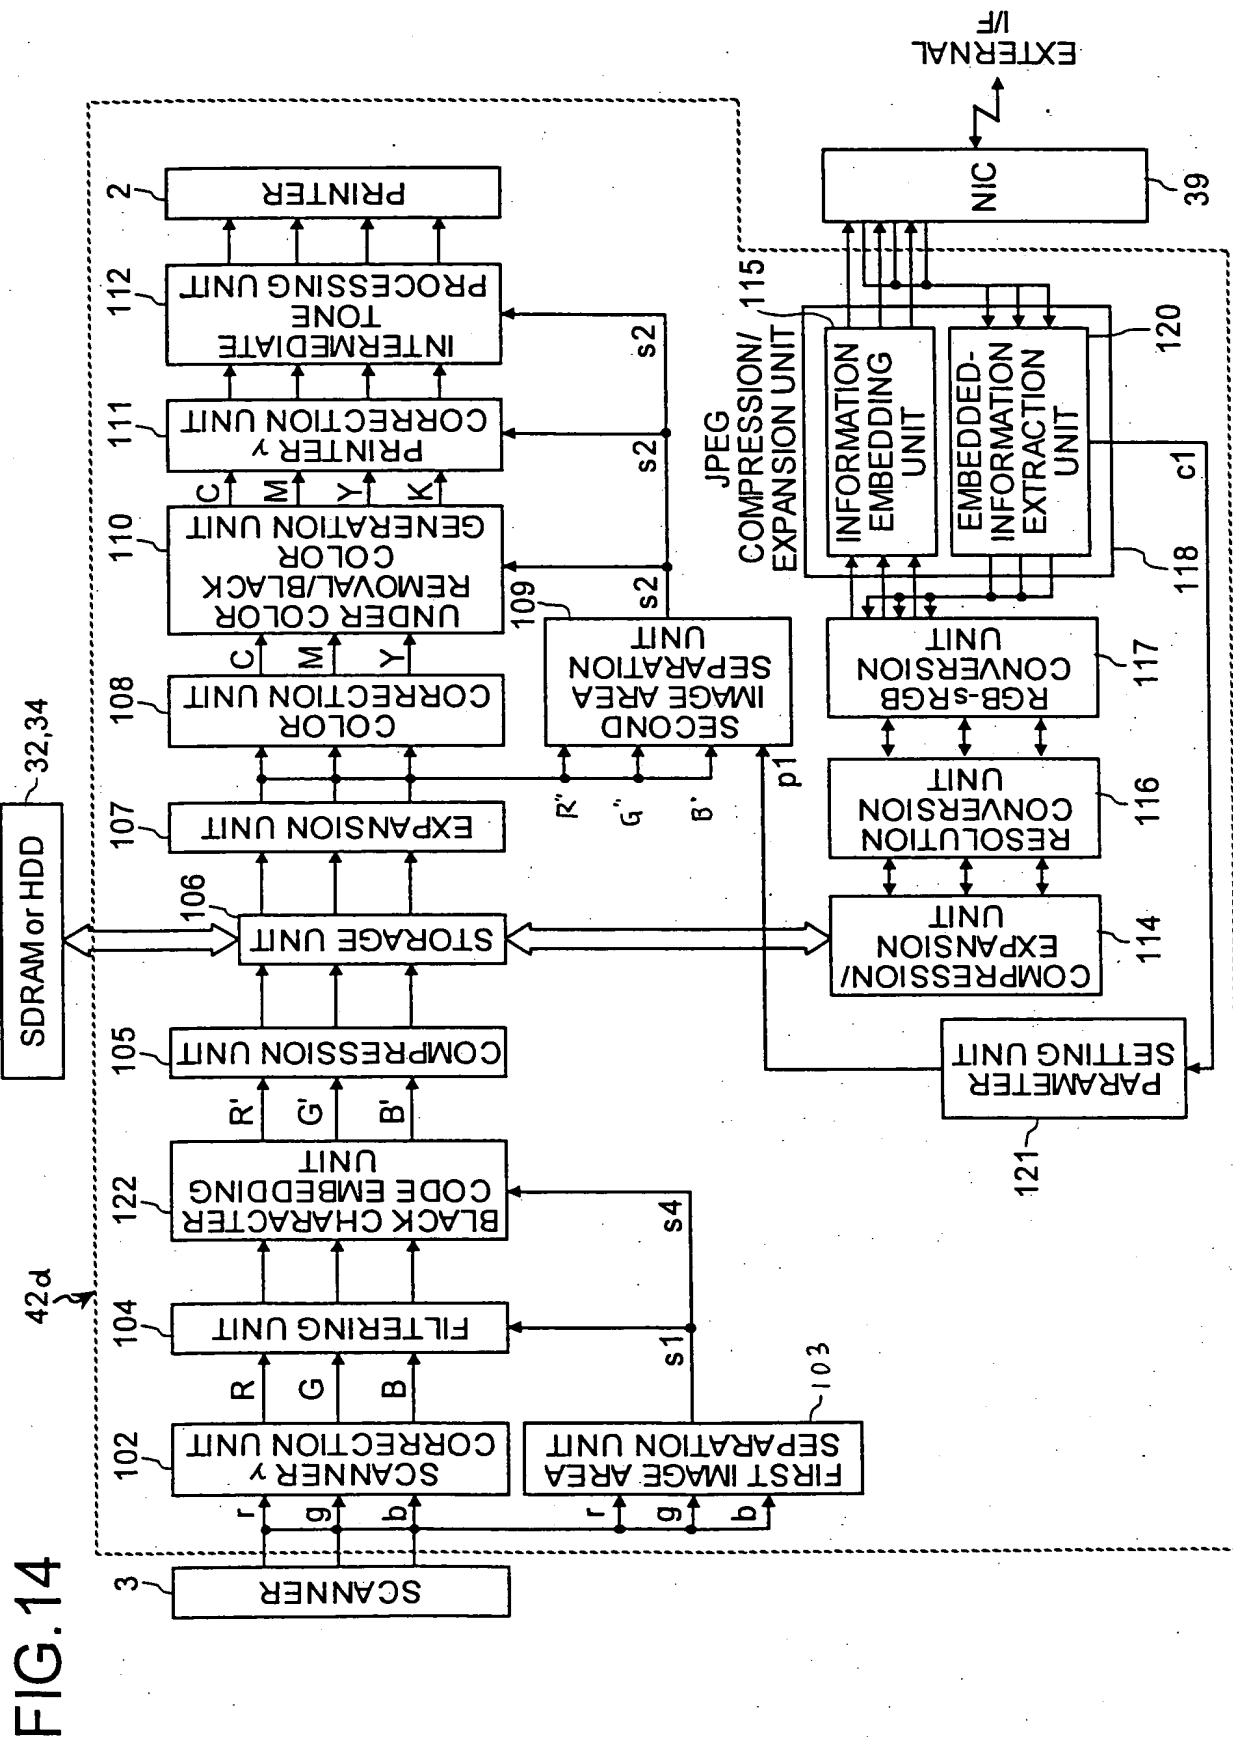 FIG. 14
42d
SDRAM or HDD
32,34
3
SCANNER
r
g
b
r
g
b
102
SCANNER γ
CORRECTION UNIT
FIRST IMAGE AREA
SEPARATION UNIT
103
R
G
B
s1
104
FILTERING UNIT
s4
122
BLACK CHARACTER
CODE EMBEDDING
UNIT
R'
G'
B'
105
COMPRESSION UNIT
106
STORAGE UNIT
107
EXPANSION UNIT
R"
G"
B"
p1
108
COLOR
CORRECTION UNIT
C
M
Y
109
SECOND
IMAGE AREA
SEPARATION
UNIT
s2
110
UNDER COLOR
REMOVAL/BLACK
COLOR
GENERATION UNIT
C
M
Y
K
s2
111
PRINTER γ
CORRECTION UNIT
s2
112
INTERMEDIATE
TONE
PROCESSING UNIT
2
PRINTER
121
PARAMETER
SETTING UNIT
COMPRESSION/
EXPANSION
UNIT
114
RESOLUTION
CONVERSION
UNIT
116
RGB-sRGB
CONVERSION
UNIT
117
JPEG
COMPRESSION/
EXPANSION UNIT
115
INFORMATION
EMBEDDING
UNIT
EMBEDDED-
INFORMATION
EXTRACTION
UNIT
118
120
c1
NIC
39
EXTERNAL
I/F